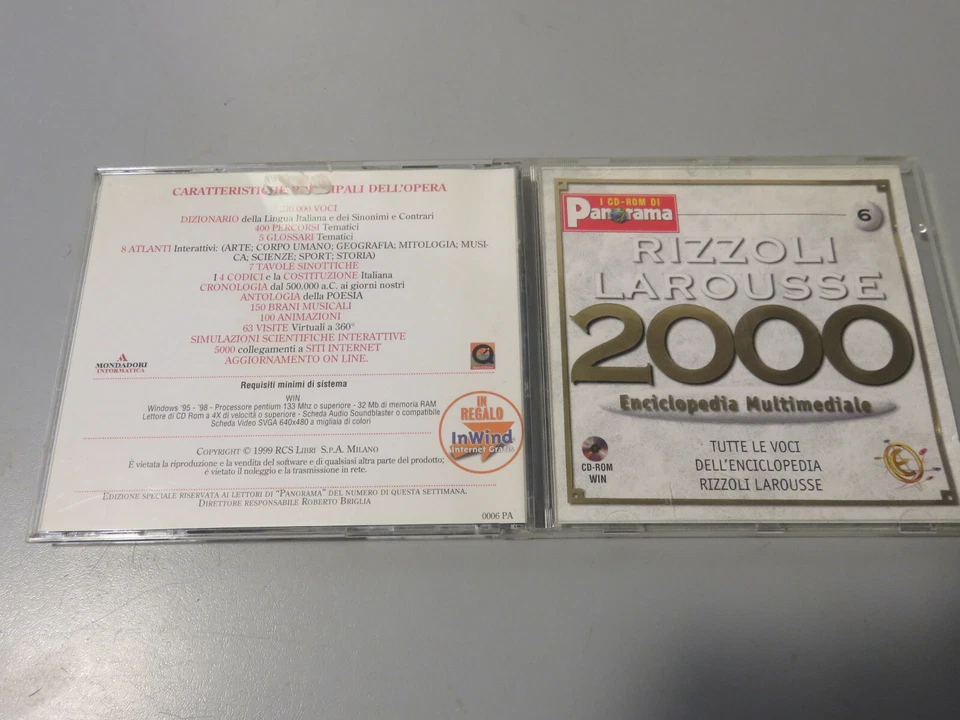 CARATTERISTICHE PRINCIPALI DELL'OPERA
000 VOCI
DIZIONARIO della Lingua Italiana e dei Sinonimi e Contrari
400 PERCORSI Tematici
5 GLOSSARI Tematici
8 ATLANTI Interattivi: (ARTE; CORPO UMANO; GEOGRAFIA; MITOLOGIA; MUSI-
CA; SCIENZE; SPORT; STORIA)
7 TAVOLE SINOTTICHE
I 4 CODICI e la COSTITUZIONE Italiana
CRONOLOGIA dal 500.000 a.C. ai giorni nostri
ANTOLOGIA della POESIA
150 BRANI MUSICALI
100 ANIMAZIONI
63 VISITE Virtuali a 360°
SIMULAZIONI SCIENTIFICHE INTERATTIVE
5000 collegamenti a SITI INTERNET
AGGIORNAMENTO ON LINE.
MONDADORI
INFORMATICA
Requisiti minimi di sistema
WIN
Windows '95 - '98 - Processore pentium 133 Mhz o superiore - 32 Mb di memoria RAM
Lettore di CD Rom a 4X di velocità o superiore - Scheda Audio Soundblaster o compatibile
Scheda Video SVGA 640x480 a migliaia di colori
IN
REGALO
InWind
Internet Gratis
COPYRIGHT © 1999 RCS LIBRI S.P.A. MILANO
È vietata la riproduzione e la vendita del software e di qualsiasi altra parte del prodotto;
è vietato il noleggio e la trasmissione in rete.
EDIZIONE SPECIALE RISERVATA AI LETTORI DI "PANORAMA" DEL NUMERO DI QUESTA SETTIMANA.
DIRETTORE RESPONSABILE ROBERTO BRIGLIA
0006 PA
I CD-ROM DI
Panorama
6
RIZZOLI
LAROUSSE
2000
Enciclopedia Multimediale
CD-ROM
WIN
TUTTE LE VOCI
DELL'ENCICLOPEDIA
RIZZOLI LAROUSSE